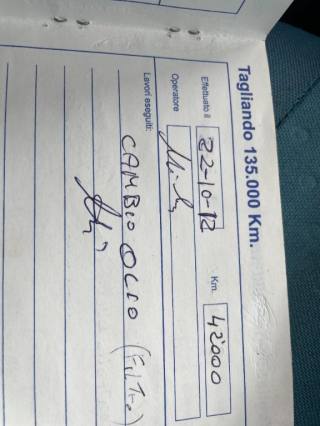 Tagliando 135.000 Km.
Effettuato il 22-10-12 Km. 42000
Operatore
Lavori eseguiti:
CAMBIO OLIO (FILTRO)